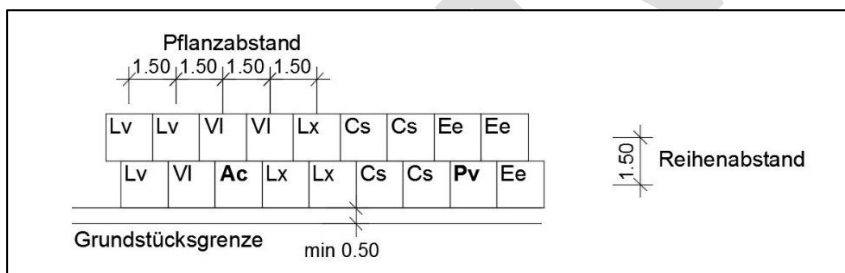 Pflanzabstand
1.50 1.50 1.50 1.50
Lv Lv Vl Vl Lx Cs Cs Ee Ee
Lv Vl Ac Lx Lx Cs Cs Pv Ee
1.50
Reihenabstand
Grundstücksgrenze
min 0.50